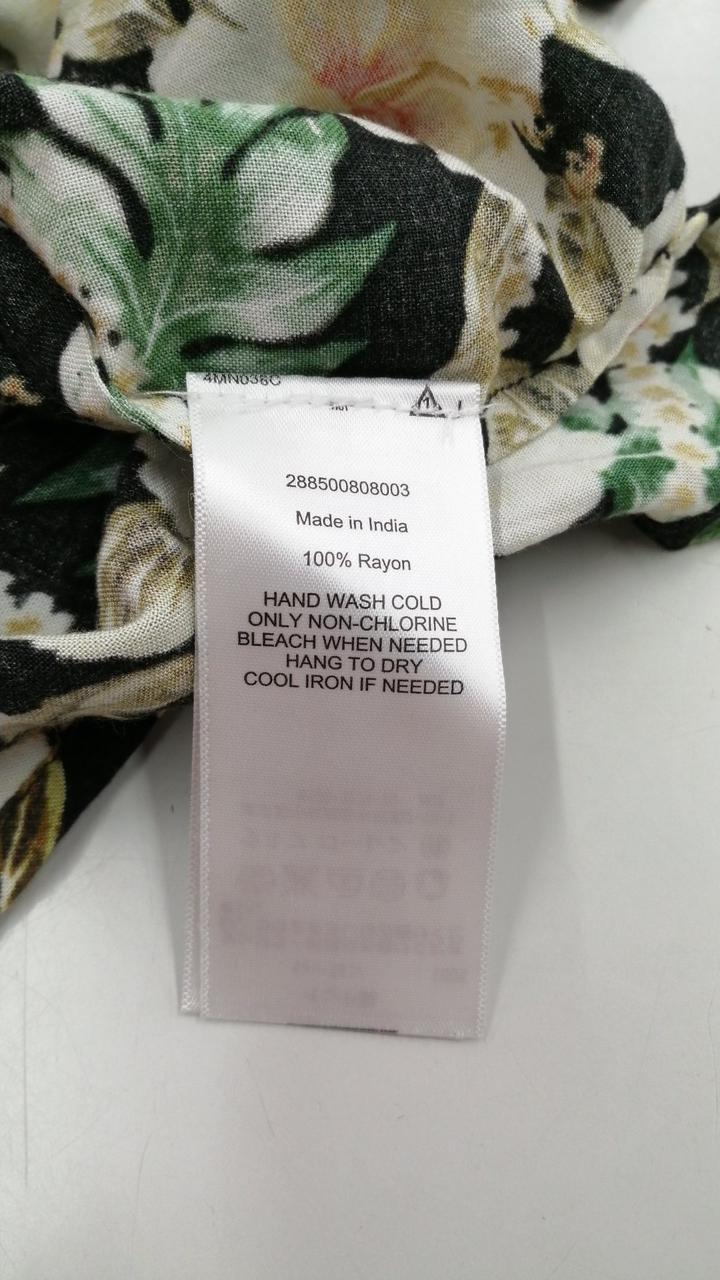 4MN036C
288500808003
Made in India
100% Rayon
HAND WASH COLD
ONLY NON-CHLORINE
BLEACH WHEN NEEDED
HANG TO DRY
COOL IRON IF NEEDED